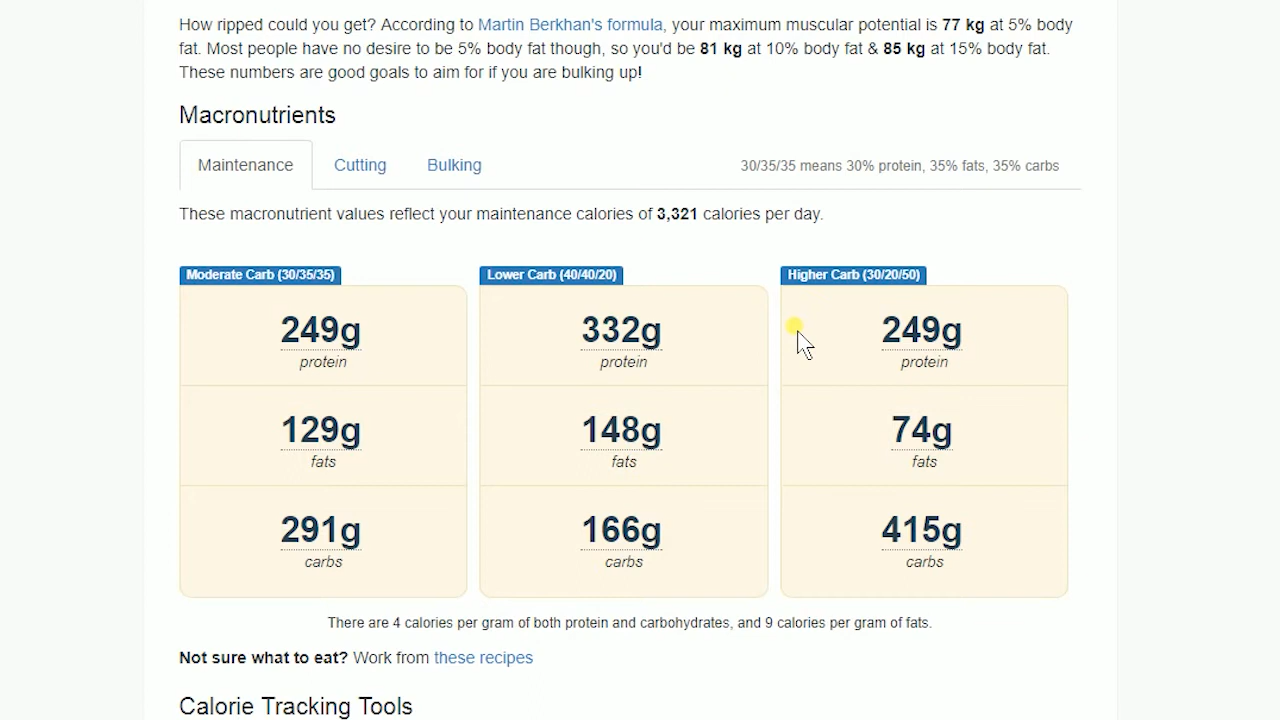 How ripped could you get? According to Martin Berkhan's formula, your maximum muscular potential is 77 kg at 5% body
fat. Most people have no desire to be 5% body fat though, so you'd be 81 kg at 10% body fat & 85 kg at 15% body fat.
These numbers are good goals to aim for if you are bulking up!
Macronutrients
Maintenance Cutting Bulking 30/35/35 means 30% protein, 35% fats, 35% carbs
These macronutrient values reflect your maintenance calories of 3,321 calories per day.
Moderate Carb (30/35/35) Lower Carb (40/40/20) Higher Carb (30/20/50)
249g 332g 249g
protein protein protein
129g 148g 74g
fats fats fats
291g 166g 415g
carbs carbs carbs
There are 4 calories per gram of both protein and carbohydrates, and 9 calories per gram of fats.
Not sure what to eat? Work from these recipes
Calorie Tracking Tools